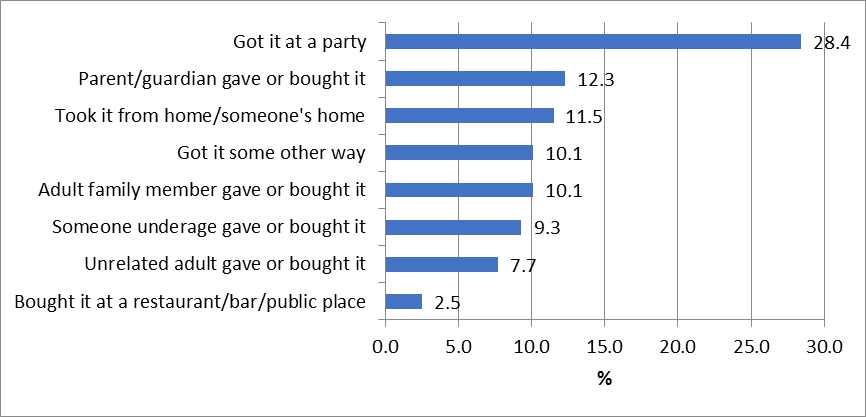 Got it at a party 28.4
Parent/guardian gave or bought it 12.3
Took it from home/someone's home 11.5
Got it some other way 10.1
Adult family member gave or bought it 10.1
Someone underage gave or bought it 9.3
Unrelated adult gave or bought it 7.7
Bought it at a restaurant/bar/public place 2.5
0.0 5.0 10.0 15.0 20.0 25.0 30.0
%